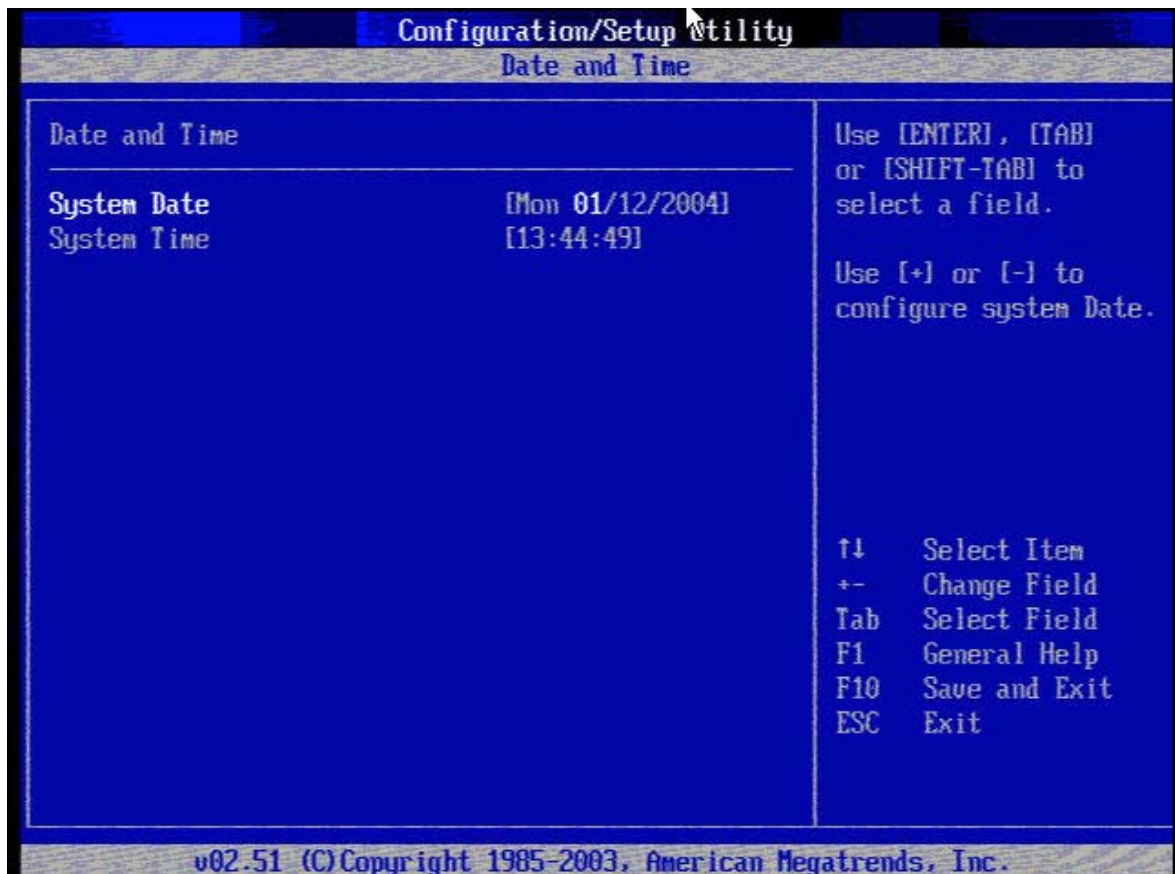 Configuration/Setup Utility
Date and Time
Date and Time
System Date [Mon 01/12/2004]
System Time [13:44:49]
Use [ENTER], [TAB]
or [SHIFT-TAB] to
select a field.
Use [+] or [-] to
configure system Date.
↑↓ Select Item
+- Change Field
Tab Select Field
F1 General Help
F10 Save and Exit
ESC Exit
v02.51 (C)Copyright 1985-2003, American Megatrends, Inc.